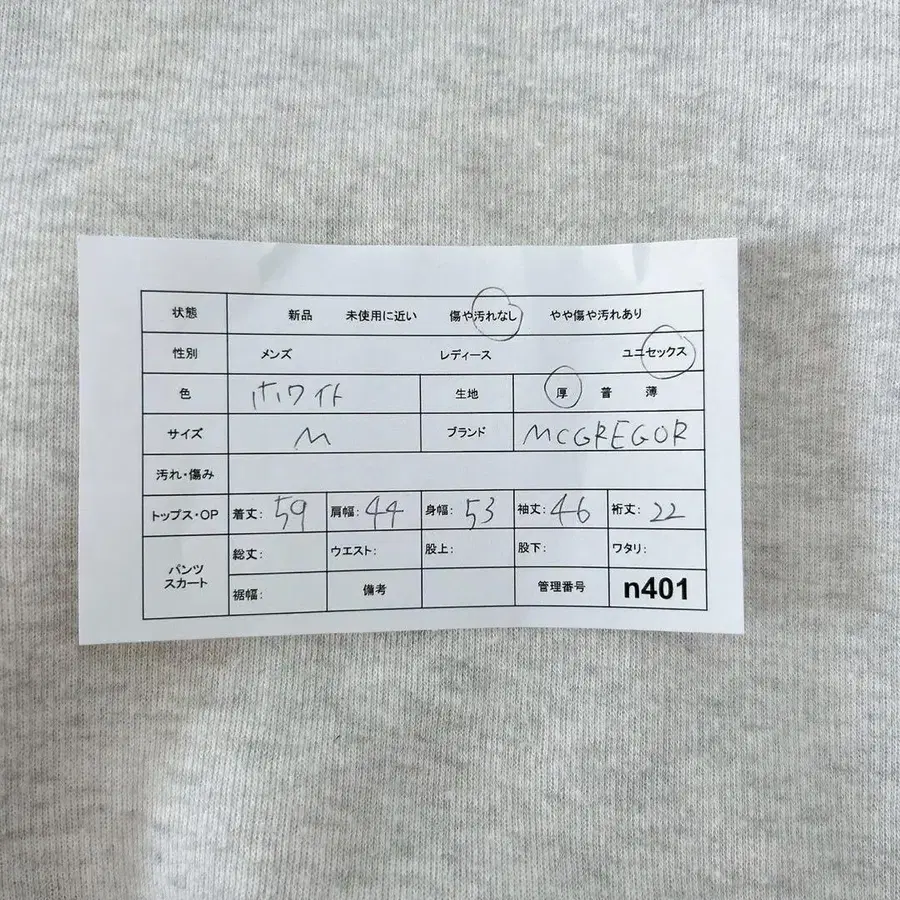 状態 新品 未使用に近い 傷や汚れなし やや傷や汚れあり
性別 メンズ レディース ユニセックス
色 ホワイト 生地 厚 普 薄
サイズ M ブランド MCGREGOR
汚れ・傷み
トップス・OP 着丈: 59 肩幅: 44 身幅: 53 袖丈: 46 裄丈: 22
パンツ スカート 総丈: ウエスト: 股上: 股下: ワタリ:
裾幅: 備考 管理番号 n401